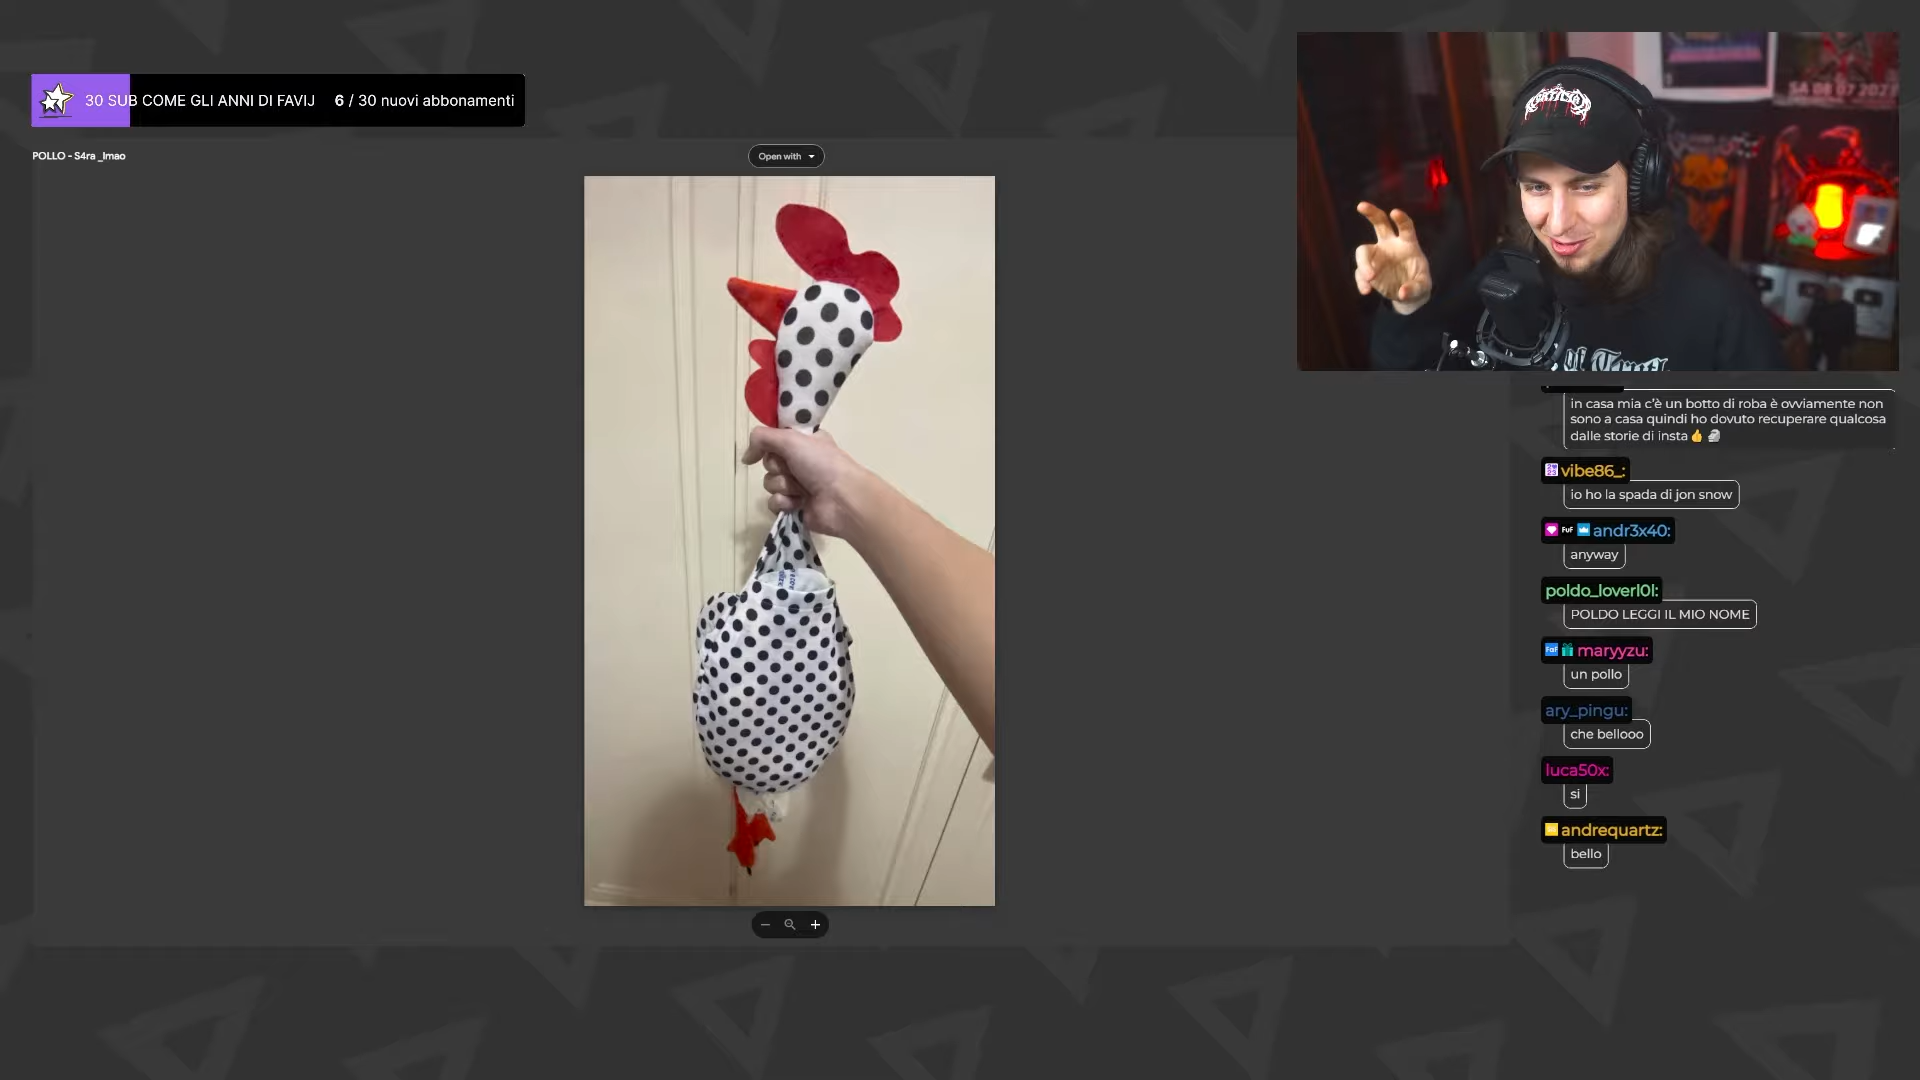 30 SUB COME GLI ANNI DI FAVIJ 6 / 30 nuovi abbonamenti
POLLO - S4ra _lmao
Open with
in casa mia c'è un botto di roba è ovviamente non
sono a casa quindi ho dovuto recuperare qualcosa
dalle storie di insta👍
vibe86_:
io ho la spada di jon snow
FuF andr3x40:
anyway
poldo_loverl0l:
POLDO LEGGI IL MIO NOME
maryyzu:
un pollo
ary_pingu:
che bellooo
luca50x:
si
andrequartz:
bello